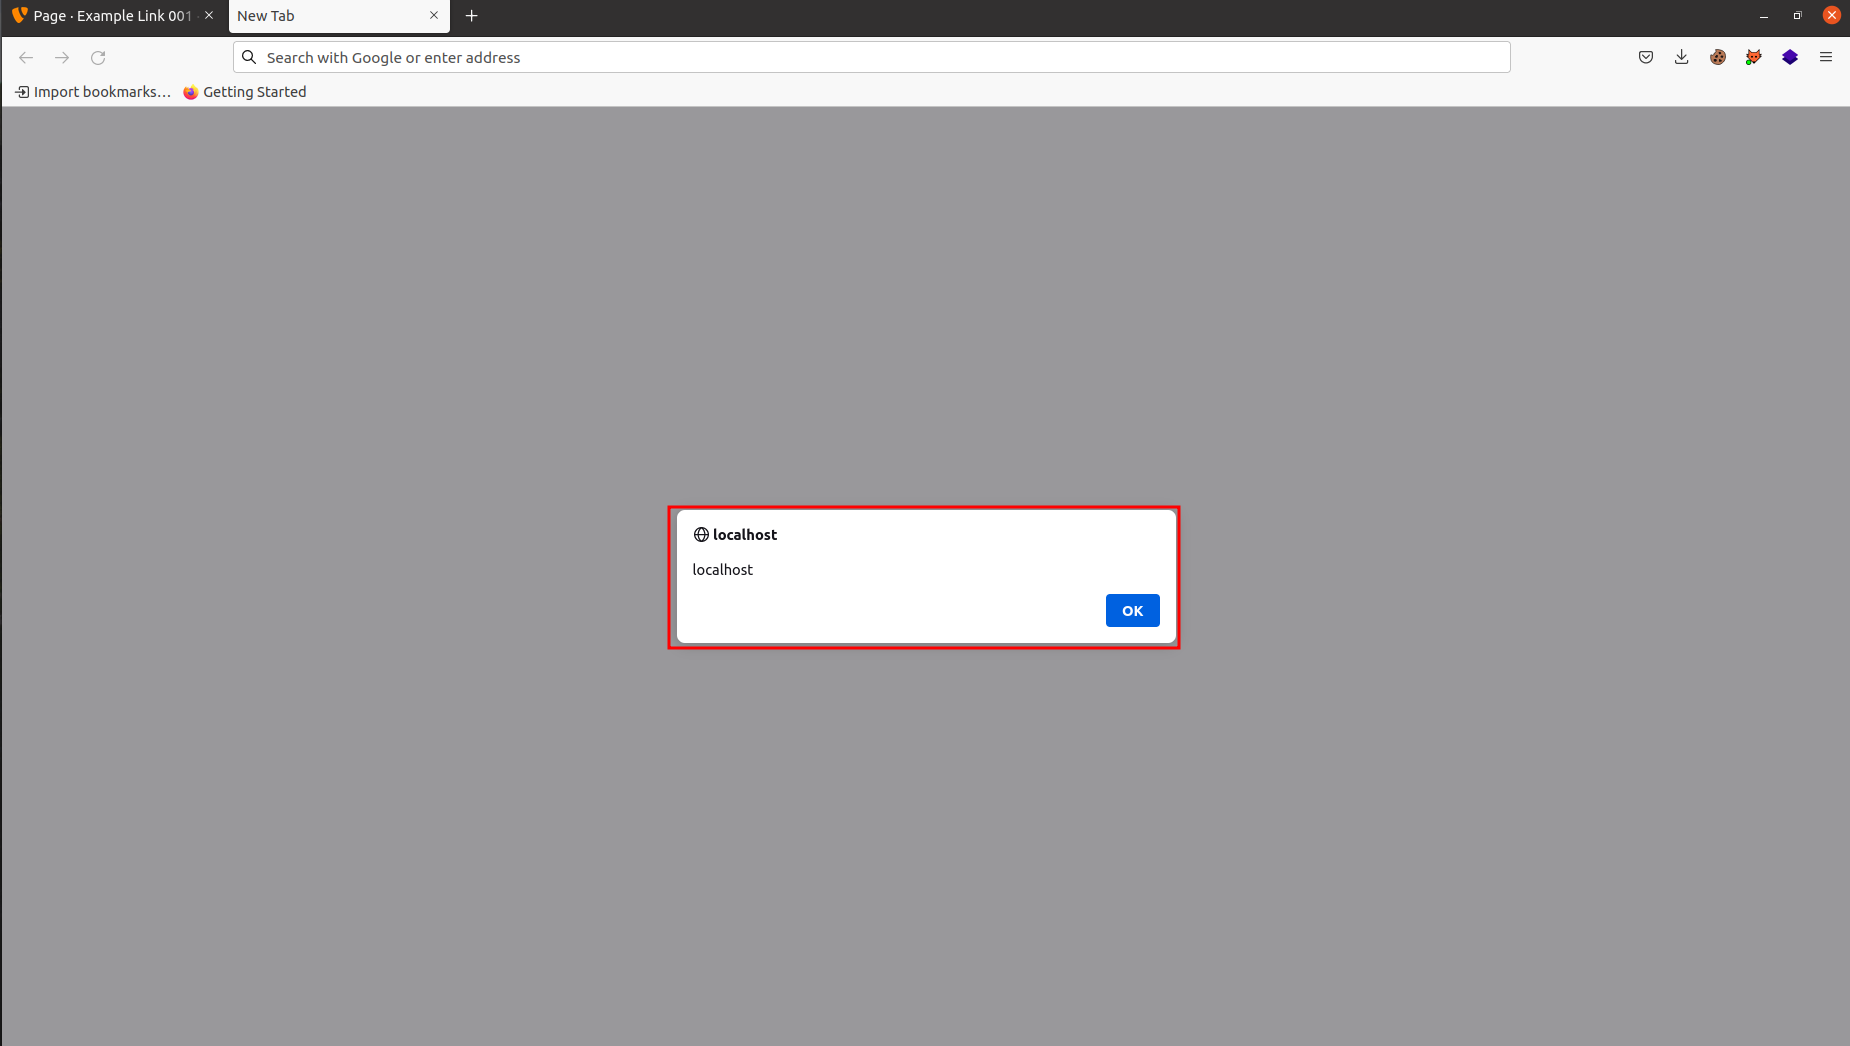 Page · Example Link 001
New Tab
Search with Google or enter address
Import bookmarks…
Getting Started
localhost
localhost
OK